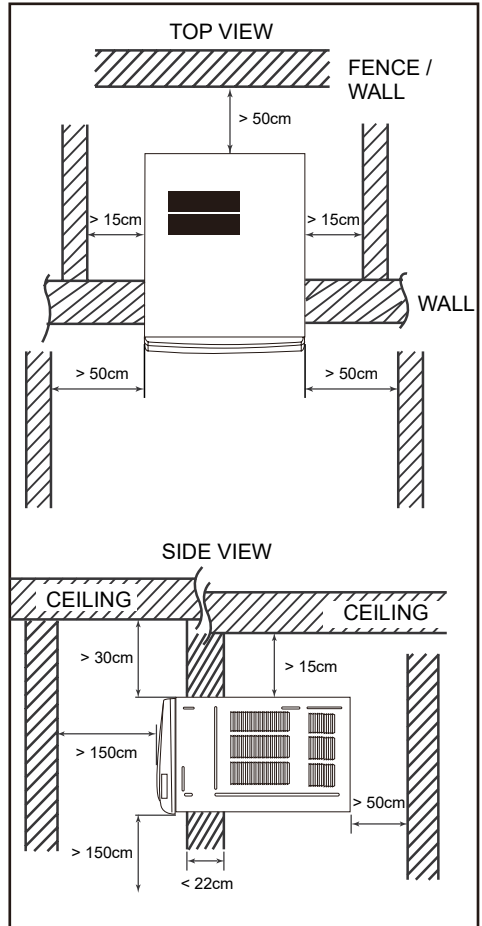 TOP VIEW
FENCE /
WALL
> 50cm
> 15cm
> 15cm
WALL
> 50cm
> 50cm
SIDE VIEW
CEILING
CEILING
> 30cm
> 15cm
> 150cm
> 50cm
> 150cm
< 22cm